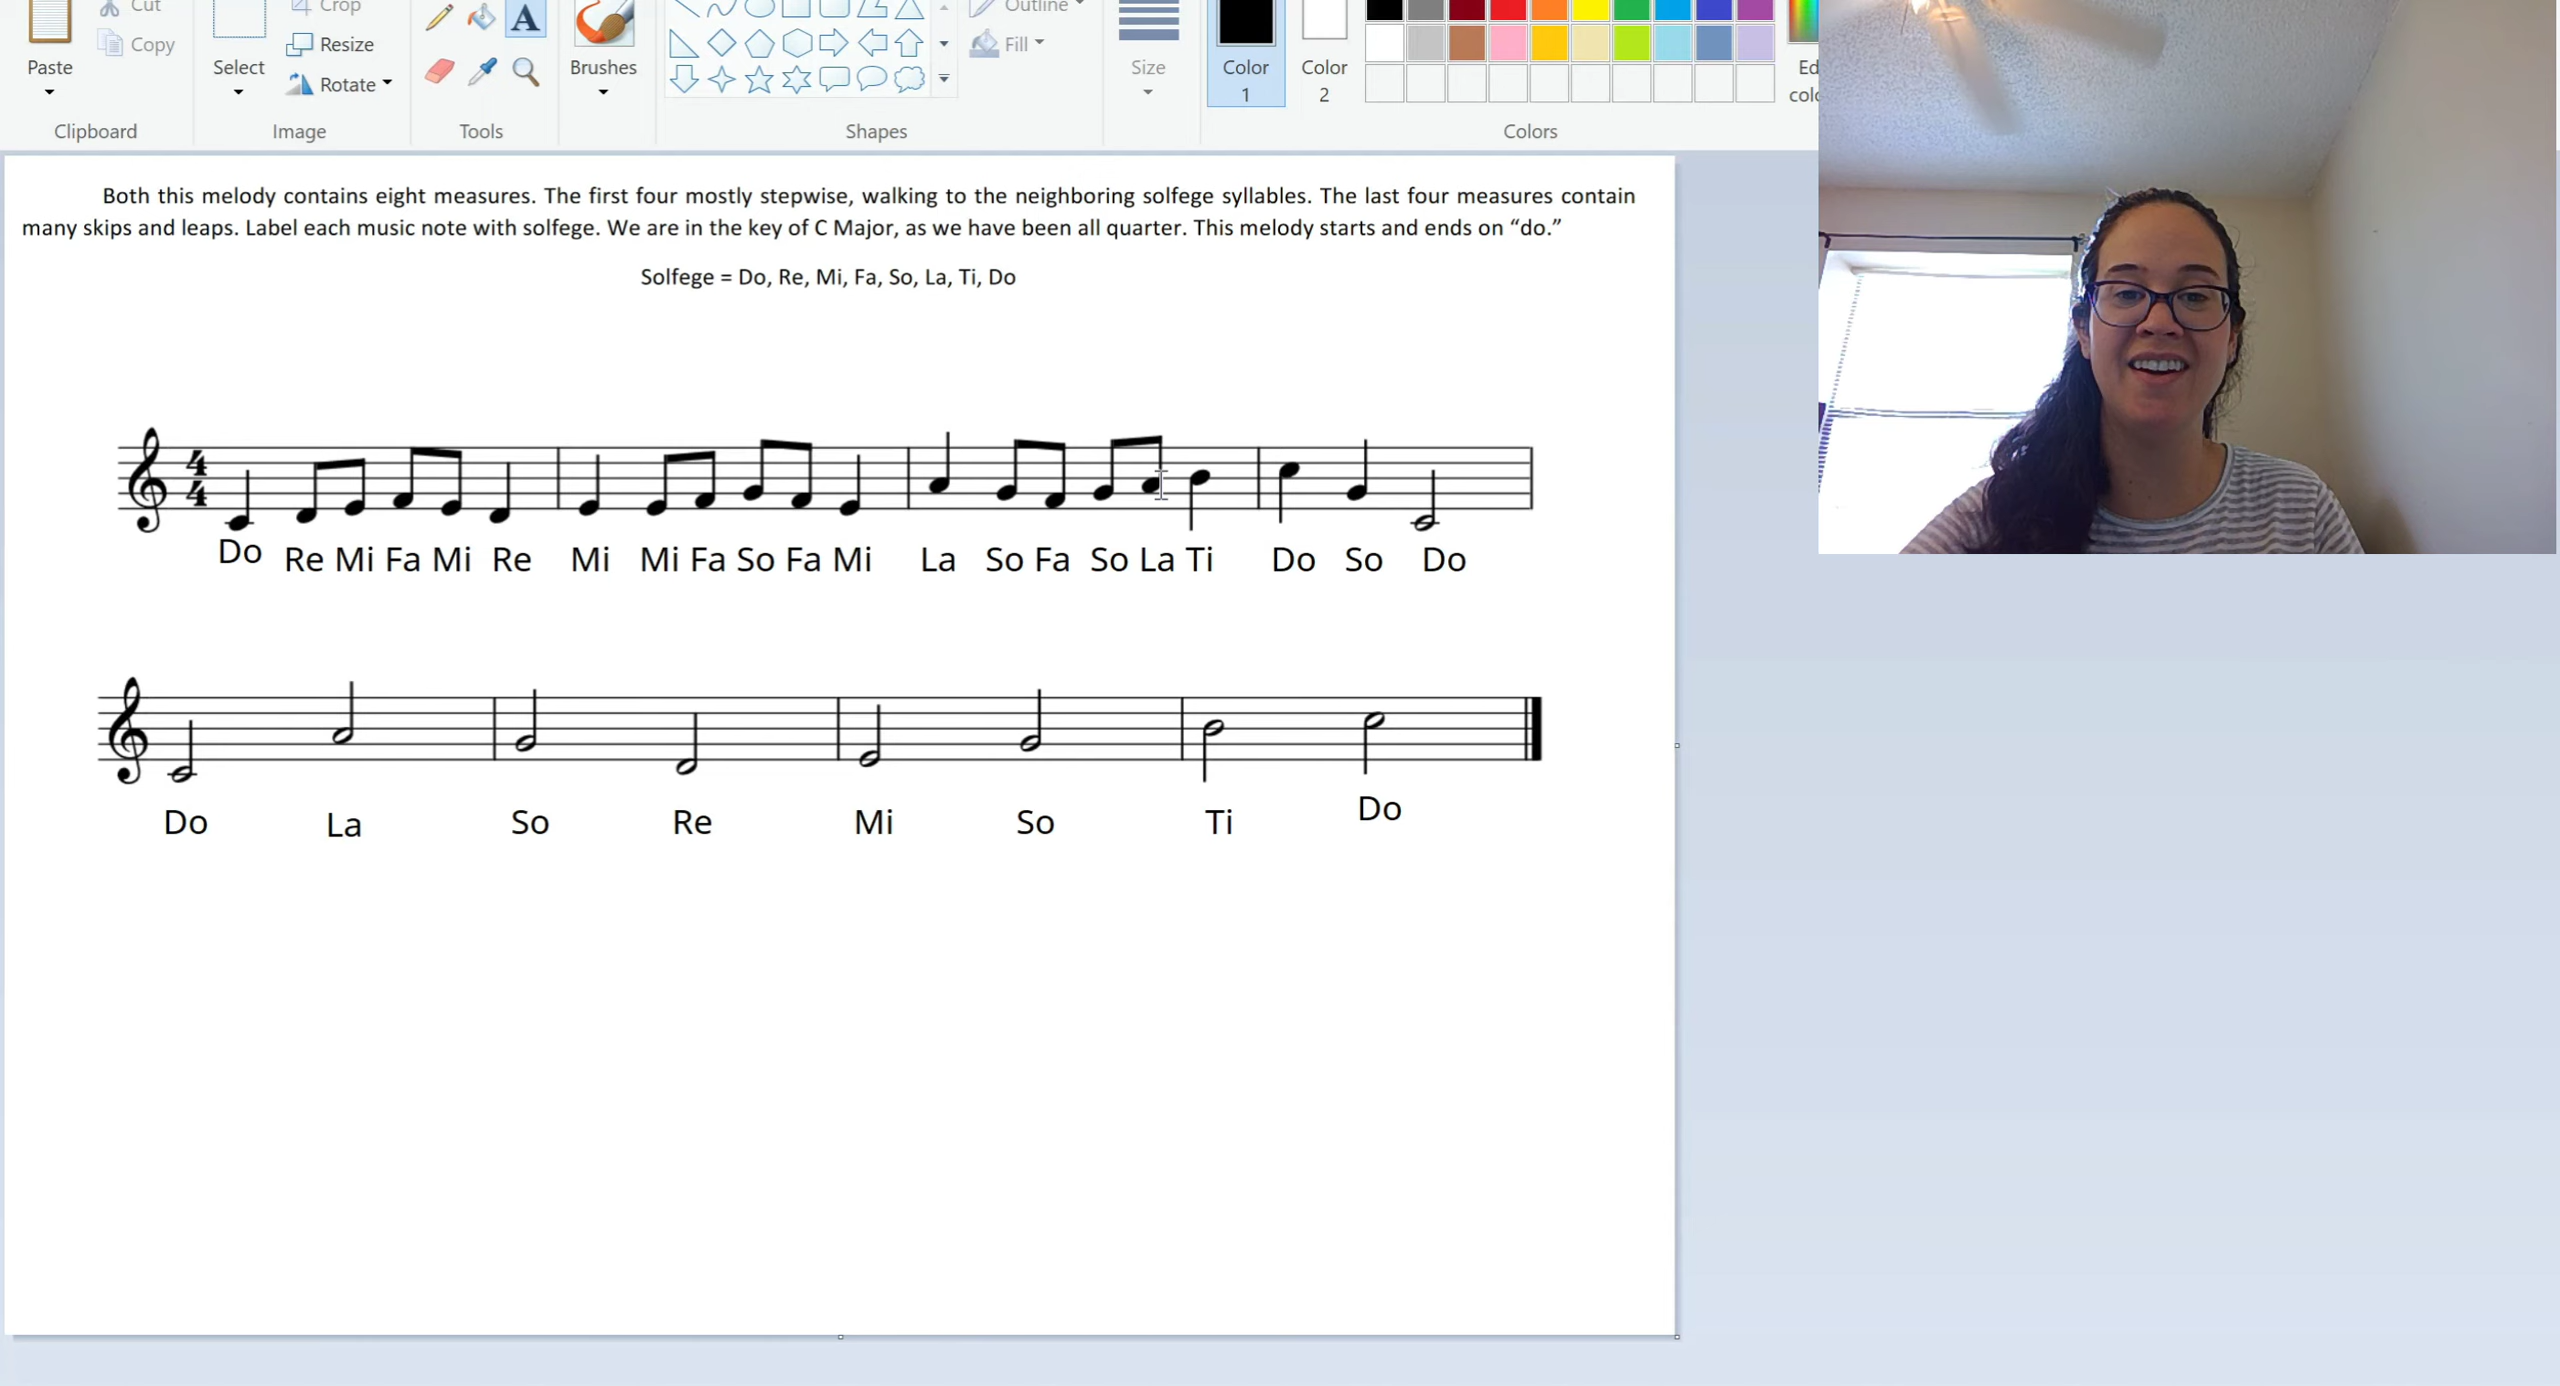 Cut
Crop
Outline
Copy
Resize
Fill
Paste
Select
Rotate
Brushes
Size
Color
1
Color
2
Clipboard
Image
Tools
Shapes
Colors
A
Both this melody contains eight measures. The first four mostly stepwise, walking to the neighboring solfege syllables. The last four measures contain
many skips and leaps. Label each music note with solfege. We are in the key of C Major, as we have been all quarter. This melody starts and ends on “do.”
Solfege = Do, Re, Mi, Fa, So, La, Ti, Do
4
4
Do Re Mi Fa Mi Re Mi Mi Fa So Fa Mi La So Fa So La Ti Do So Do
Do La So Re Mi So Ti Do